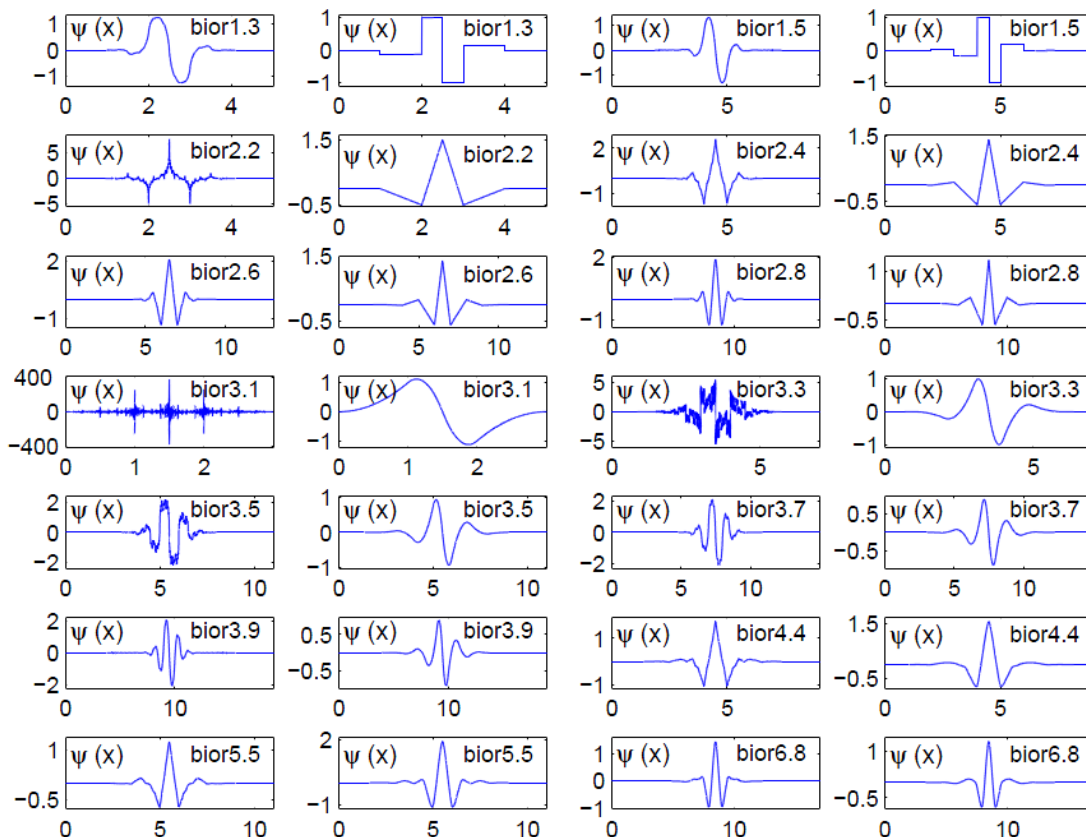 ψ (x) bior1.3 ψ (x) bior1.3 ψ (x) bior1.5 ψ (x) bior1.5
1 1 1 1
0 0 0 0
−1 −1 −1 −1
0 2 4 0 2 4 5 5
ψ (x) bior2.2 ψ (x) bior2.2 ψ (x) bior2.4 ψ (x) bior2.4
5 1.5 2 1.5
0
−5 −0.5 −1 −0.5
0 2 4 0 2 4 0 5 0 5
ψ (x) bior2.6 ψ (x) bior2.6 ψ (x) bior2.8 ψ (x) bior2.8
2 1.5 2 1
−1 −0.5 −1 −0.5
0 5 10 0 5 10 0 5 10 0 10
ψ (x) bior3.1 ψ (x) bior3.1 ψ (x) bior3.3 ψ (x) bior3.3
400 1 5 1
0 0 0 0
−400 −1 −5 −1
0 1 2 0 1 2 0 5 0 2 4 6
ψ (x) bior3.5 ψ (x) bior3.5 ψ (x) bior3.7 ψ (x) bior3.7
2 1 2 0.5
0 0 0
−2 −1 −2 −0.5
0 5 10 0 5 10 0 5 10 0 5 10
ψ (x) bior3.9 ψ (x) bior3.9 ψ (x) bior4.4 ψ (x) bior4.4
2 0.5 1 1.5
0
−2 −0.5 −1 −0.5
0 10 0 10 0 5 0 5
ψ (x) bior5.5 ψ (x) bior5.5 ψ (x) bior6.8 ψ (x) bior6.8
1 2 1 1
0
−0.5 −1 −1 −0.5
0 5 10 0 5 10 0 10 0 10